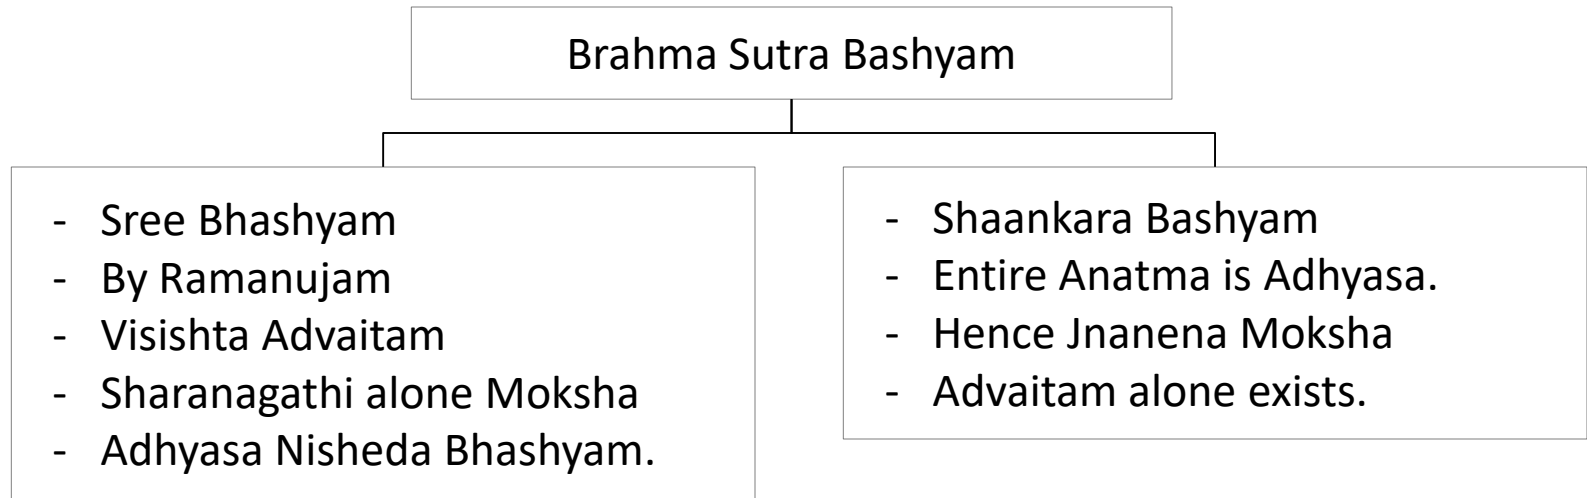 Brahma Sutra Bashyam
- Sree Bhashyam
- By Ramanujam
- Visishta Advaitam
- Sharanagathi alone Moksha
- Adhyasa Nisheda Bhashyam.
- Shaankara Bashyam
- Entire Anatma is Adhyasa.
- Hence Jnanena Moksha
- Advaitam alone exists.